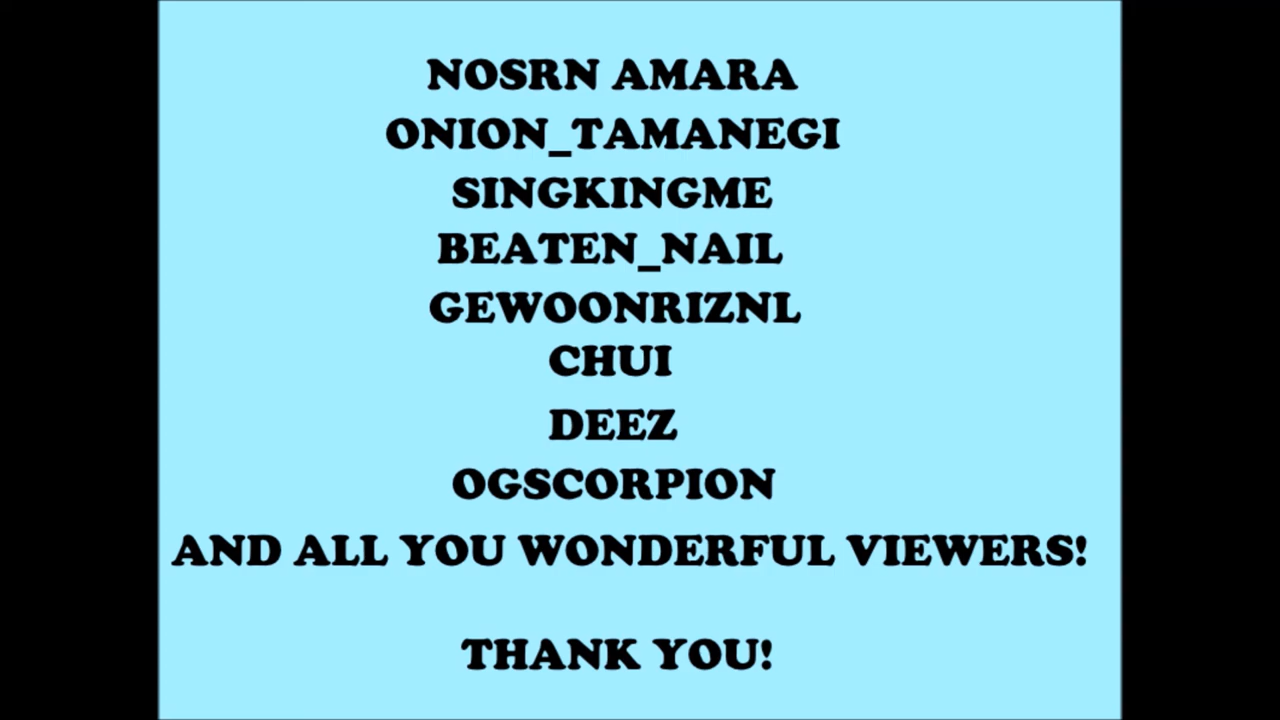 NOSRN AMARA
ONION_TAMANEGI
SINGKINGME
BEATEN_NAIL
GEWOONRIZNL
CHUI
DEEZ
OGSCORPION
AND ALL YOU WONDERFUL VIEWERS!
THANK YOU!